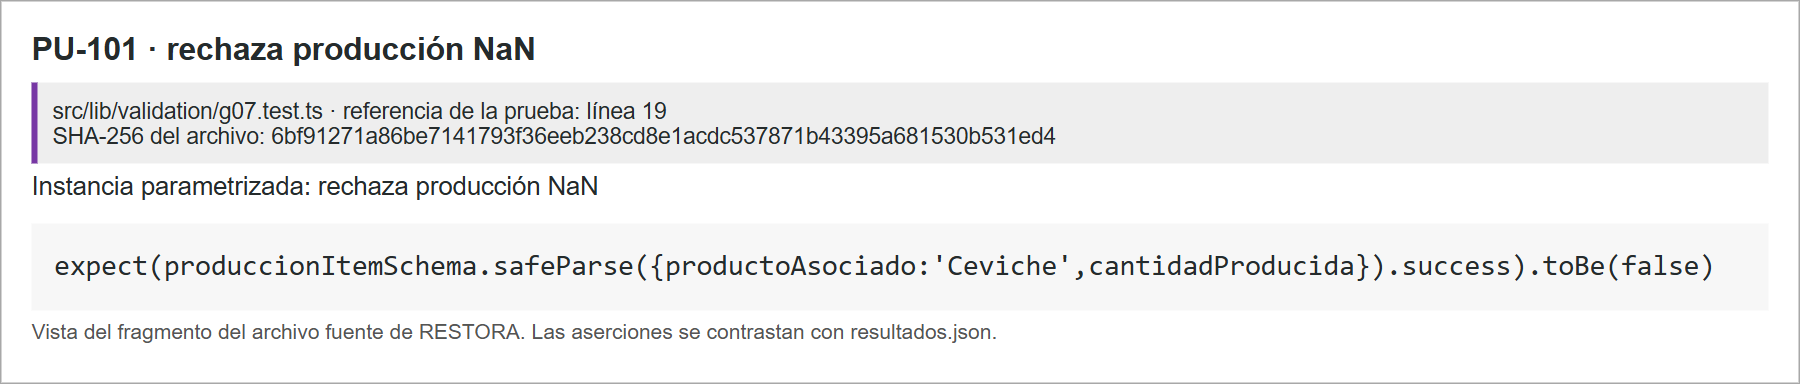 PU-101 · rechaza producción NaN
src/lib/validation/g07.test.ts · referencia de la prueba: línea 19
SHA-256 del archivo: 6bf91271a86be7141793f36eeb238cd8e1acdc537871b43395a681530b531ed4
Instancia parametrizada: rechaza producción NaN
expect(produccionItemSchema.safeParse({productoAsociado:'Ceviche',cantidadProducida}).success).toBe(false)
Vista del fragmento del archivo fuente de RESTORA. Las aserciones se contrastan con resultados.json.